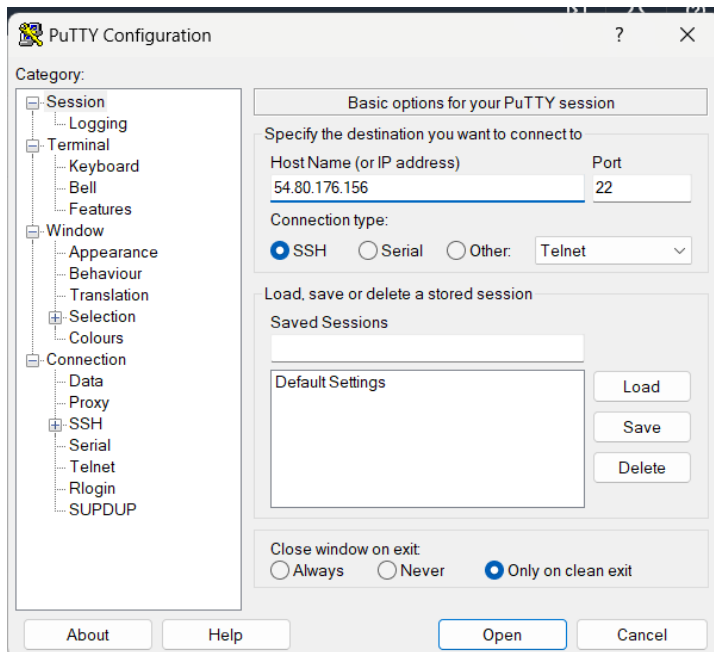 PuTTY Configuration
?
Category:
Session
Logging
Terminal
Keyboard
Bell
Features
Window
Appearance
Behaviour
Translation
Selection
Colours
Connection
Data
Proxy
SSH
Serial
Telnet
Rlogin
SUPDUP
Basic options for your PuTTY session
Specify the destination you want to connect to
Host Name (or IP address) Port
54.80.176.156 22
Connection type:
SSH Serial Other: Telnet
Load, save or delete a stored session
Saved Sessions
Default Settings
Load
Save
Delete
Close window on exit:
Always Never Only on clean exit
About Help Open Cancel